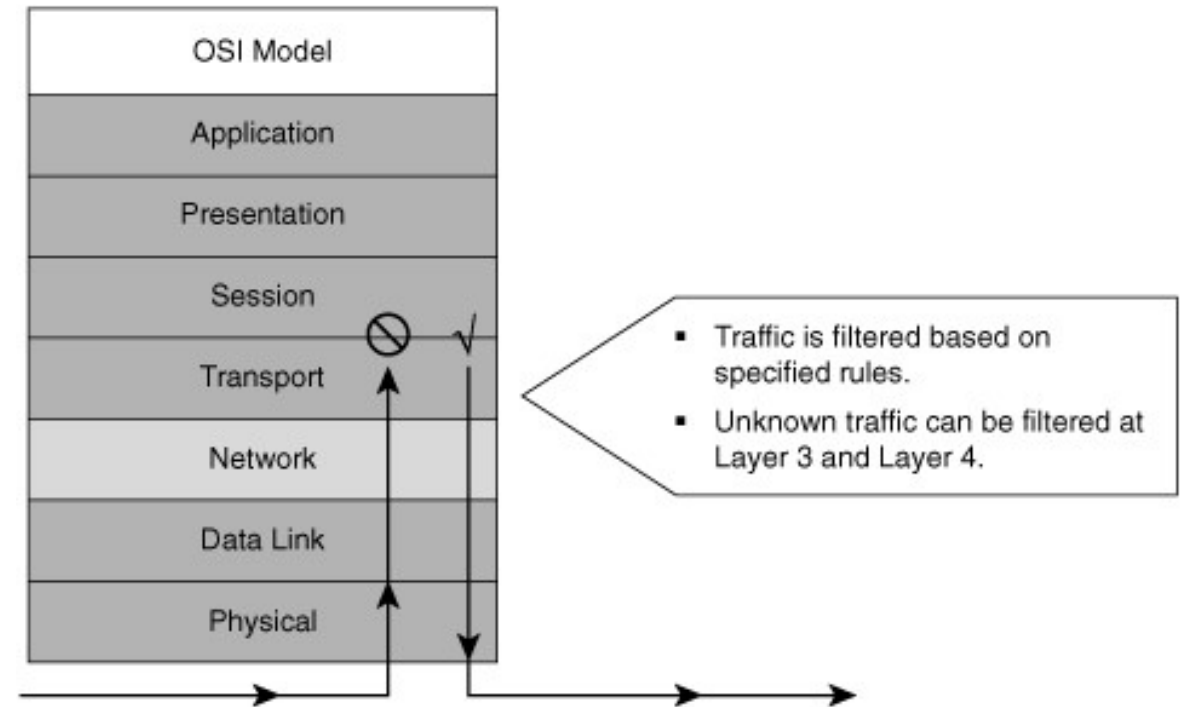 OSI Model
Application
Presentation
Session
Transport
Network
Data Link
Physical
▪ Traffic is filtered based on
specified rules.
▪ Unknown traffic can be filtered at
Layer 3 and Layer 4.